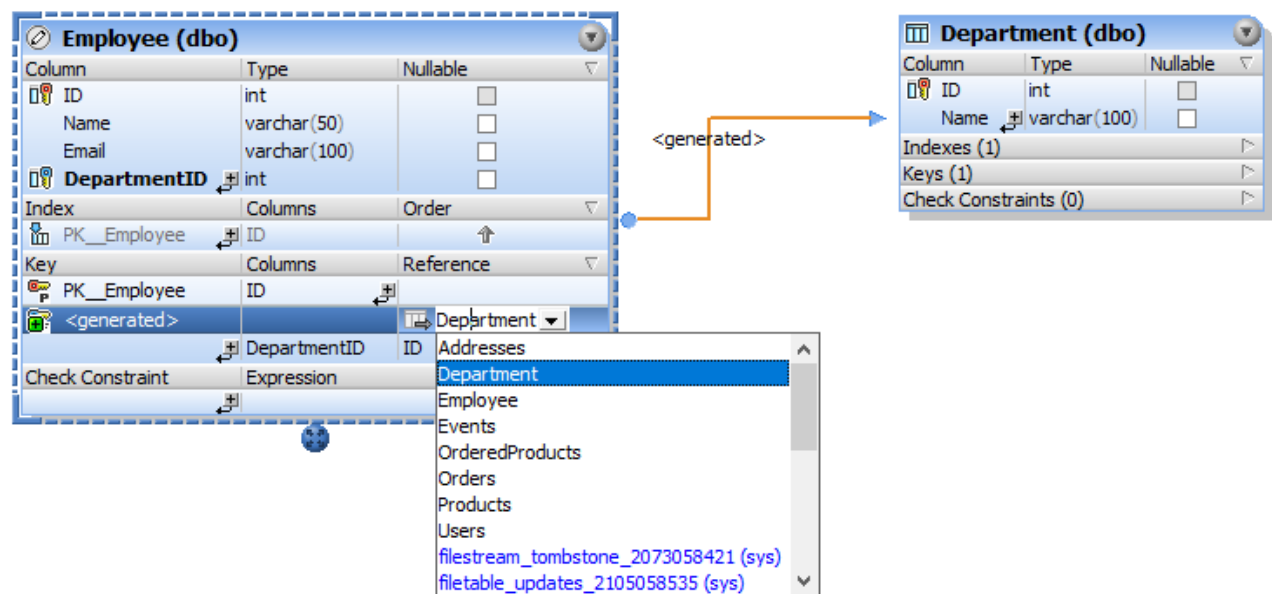 Employee (dbo)
Column Type Nullable
ID int
Name varchar(50)
Email varchar(100)
DepartmentID int
Index Columns Order
PK__Employee ID
Key Columns Reference
PK__Employee ID
<generated> Department
DepartmentID ID
Check Constraint Expression
Addresses
Department
Employee
Events
OrderedProducts
Orders
Products
Users
filestream_tombstone_2073058421 (sys)
filetable_updates_2105058535 (sys)
<generated>
Department (dbo)
Column Type Nullable
ID int
Name varchar(100)
Indexes (1)
Keys (1)
Check Constraints (0)